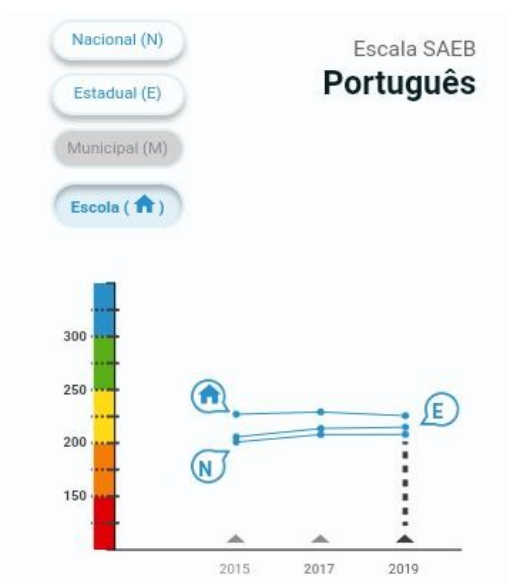 Nacional (N)
Escala SAEB
Português
Estadual (E)
Municipal (M)
Escola ( )
300
250
200
150
E
N
2015 2017 2019